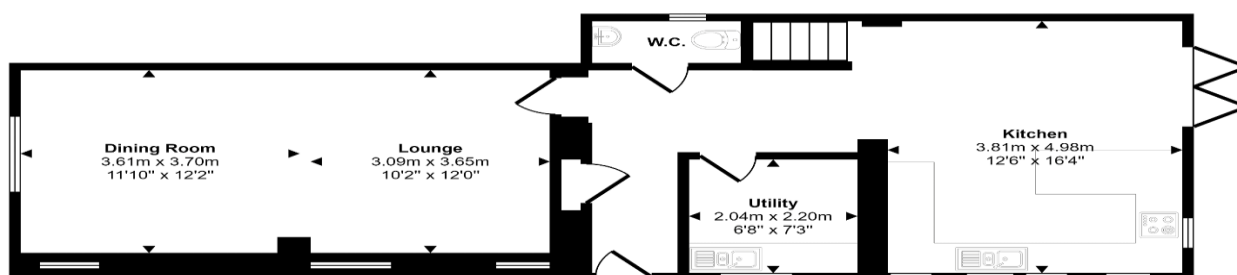 W.C.
Dining Room
3.61m x 3.70m
11'10" x 12'2"
Lounge
3.09m x 3.65m
10'2" x 12'0"
Kitchen
3.81m x 4.98m
12'6" x 16'4"
Utility
2.04m x 2.20m
6'8" x 7'3"